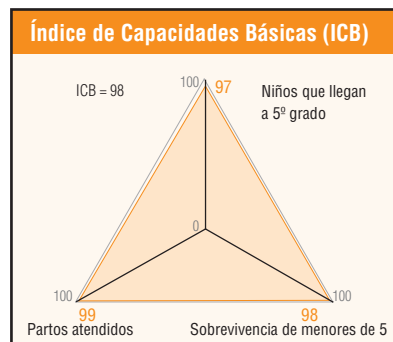 Índice de Capacidades Básicas (ICB)
ICB = 98
100
97
Niños que llegan
a 5º grado
0
100
100
99
98
Partos atendidos
Sobrevivencia de menores de 5